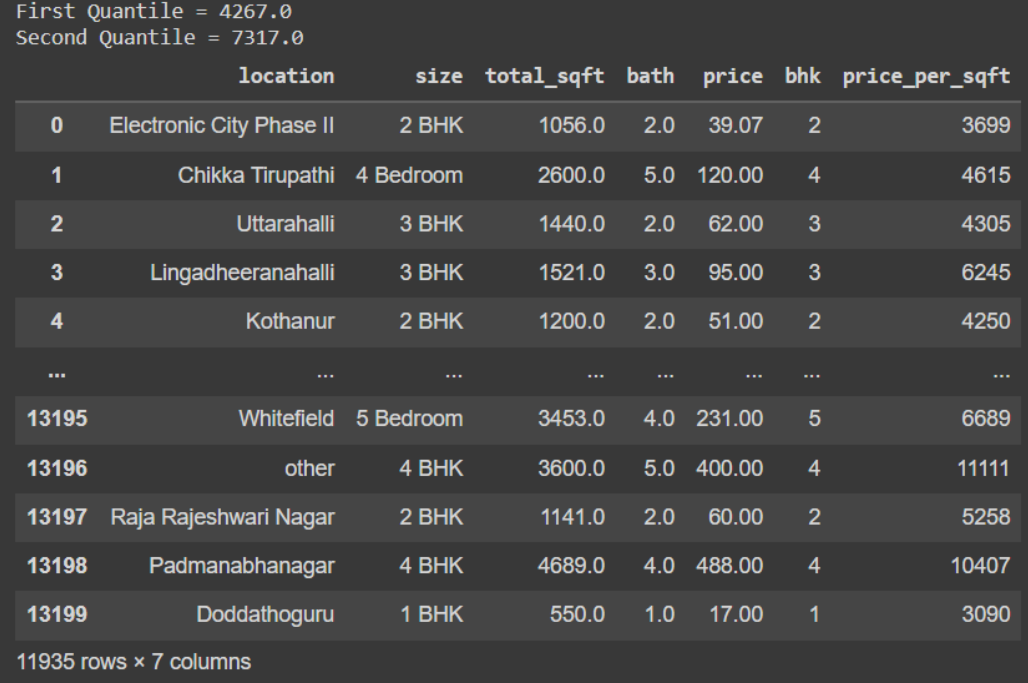 First Quantile = 4267.0
Second Quantile = 7317.0
location size total_sqft bath price bhk price_per_sqft
0 Electronic City Phase II 2 BHK 1056.0 2.0 39.07 2 3699
1 Chikka Tirupathi 4 Bedroom 2600.0 5.0 120.00 4 4615
2 Uttarahalli 3 BHK 1440.0 2.0 62.00 3 4305
3 Lingadheeranahalli 3 BHK 1521.0 3.0 95.00 3 6245
4 Kothanur 2 BHK 1200.0 2.0 51.00 2 4250
... ... ... ... ... ... ... ...
13195 Whitefield 5 Bedroom 3453.0 4.0 231.00 5 6689
13196 other 4 BHK 3600.0 5.0 400.00 4 11111
13197 Raja Rajeshwari Nagar 2 BHK 1141.0 2.0 60.00 2 5258
13198 Padmanabhanagar 4 BHK 4689.0 4.0 488.00 4 10407
13199 Doddathoguru 1 BHK 550.0 1.0 17.00 1 3090
11935 rows × 7 columns